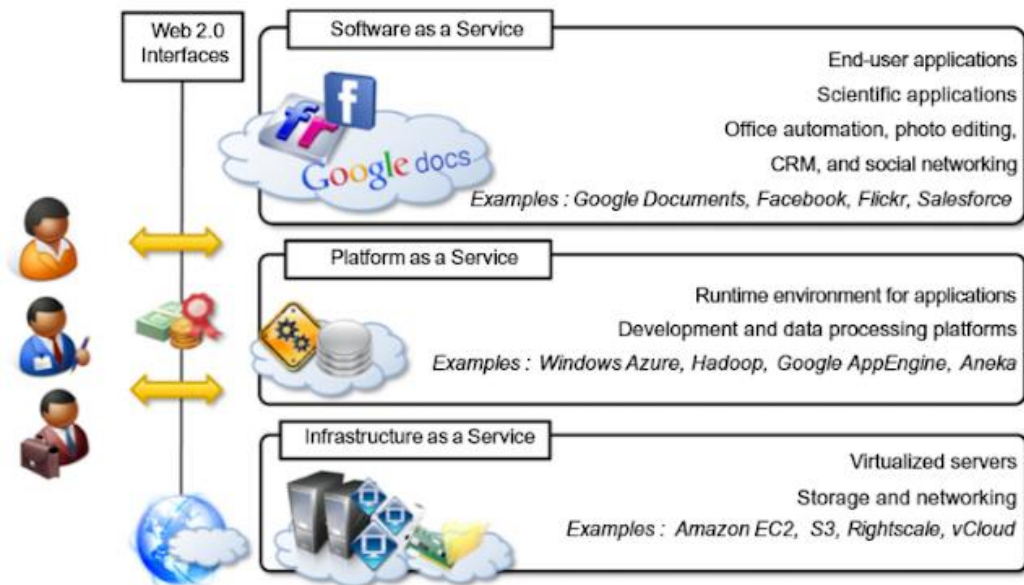 Web 2.0
Interfaces
Software as a Service
End-user applications
Scientific applications
Office automation, photo editing,
CRM, and social networking
Examples : Google Documents, Facebook, Flickr, Salesforce
f
fr
Google docs
Platform as a Service
Runtime environment for applications
Development and data processing platforms
Examples : Windows Azure, Hadoop, Google AppEngine, Aneka
Infrastructure as a Service
Virtualized servers
Storage and networking
Examples : Amazon EC2, S3, Rightscale, vCloud